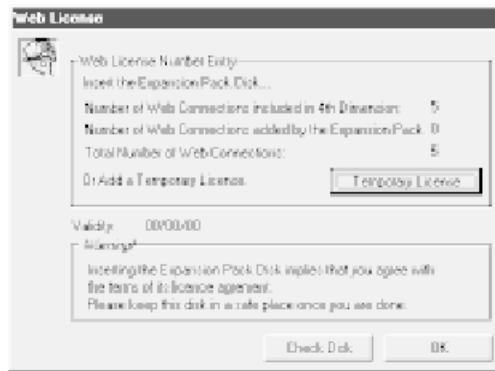 Web License
Web License Number Entry
Insert the Expansion Pack Disk...
Number of Web Connections included in 4th Dimension: 5
Number of Web Connections added by the Expansion Pack: 0
Total Number of Web Connections: 5
Or Add a Temporary License. Temporary License
Validity: 00/00/00
Warning!
Inserting the Expansion Pack Disk implies that you agree with
the terms of its licence agreement.
Please keep this disk in a safe place once you are done.
Check Disk OK